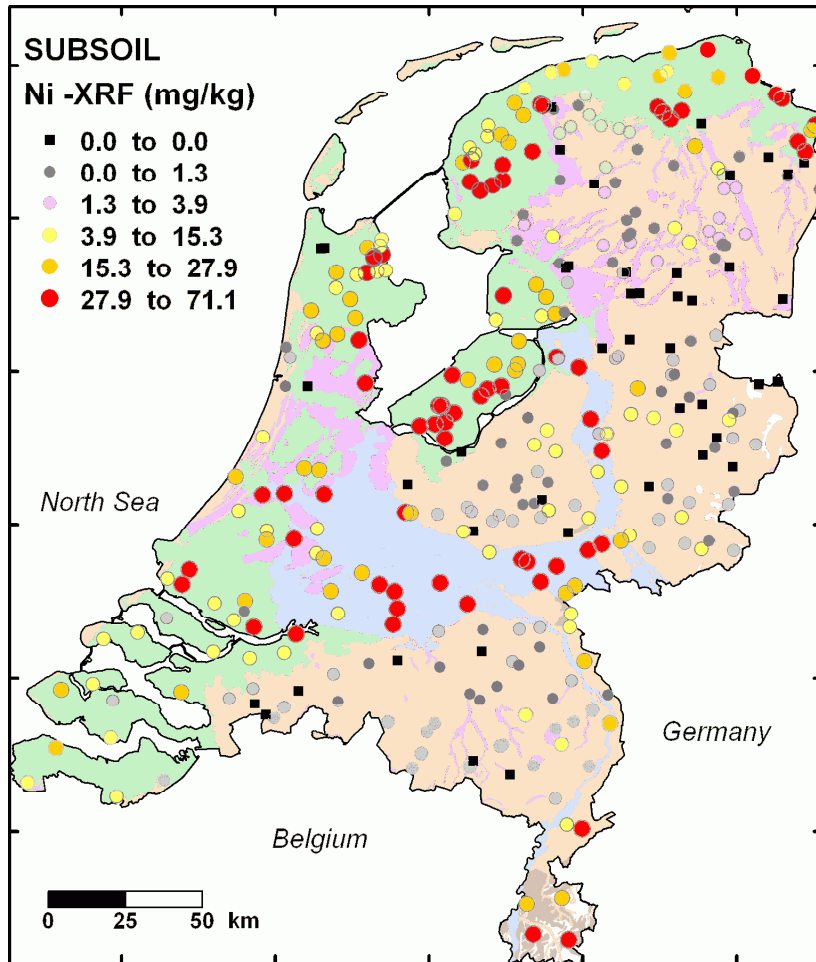 SUBSOIL
Ni -XRF (mg/kg)
0.0 to 0.0
0.0 to 1.3
1.3 to 3.9
3.9 to 15.3
15.3 to 27.9
27.9 to 71.1
North Sea
Germany
Belgium
0 25 50 km